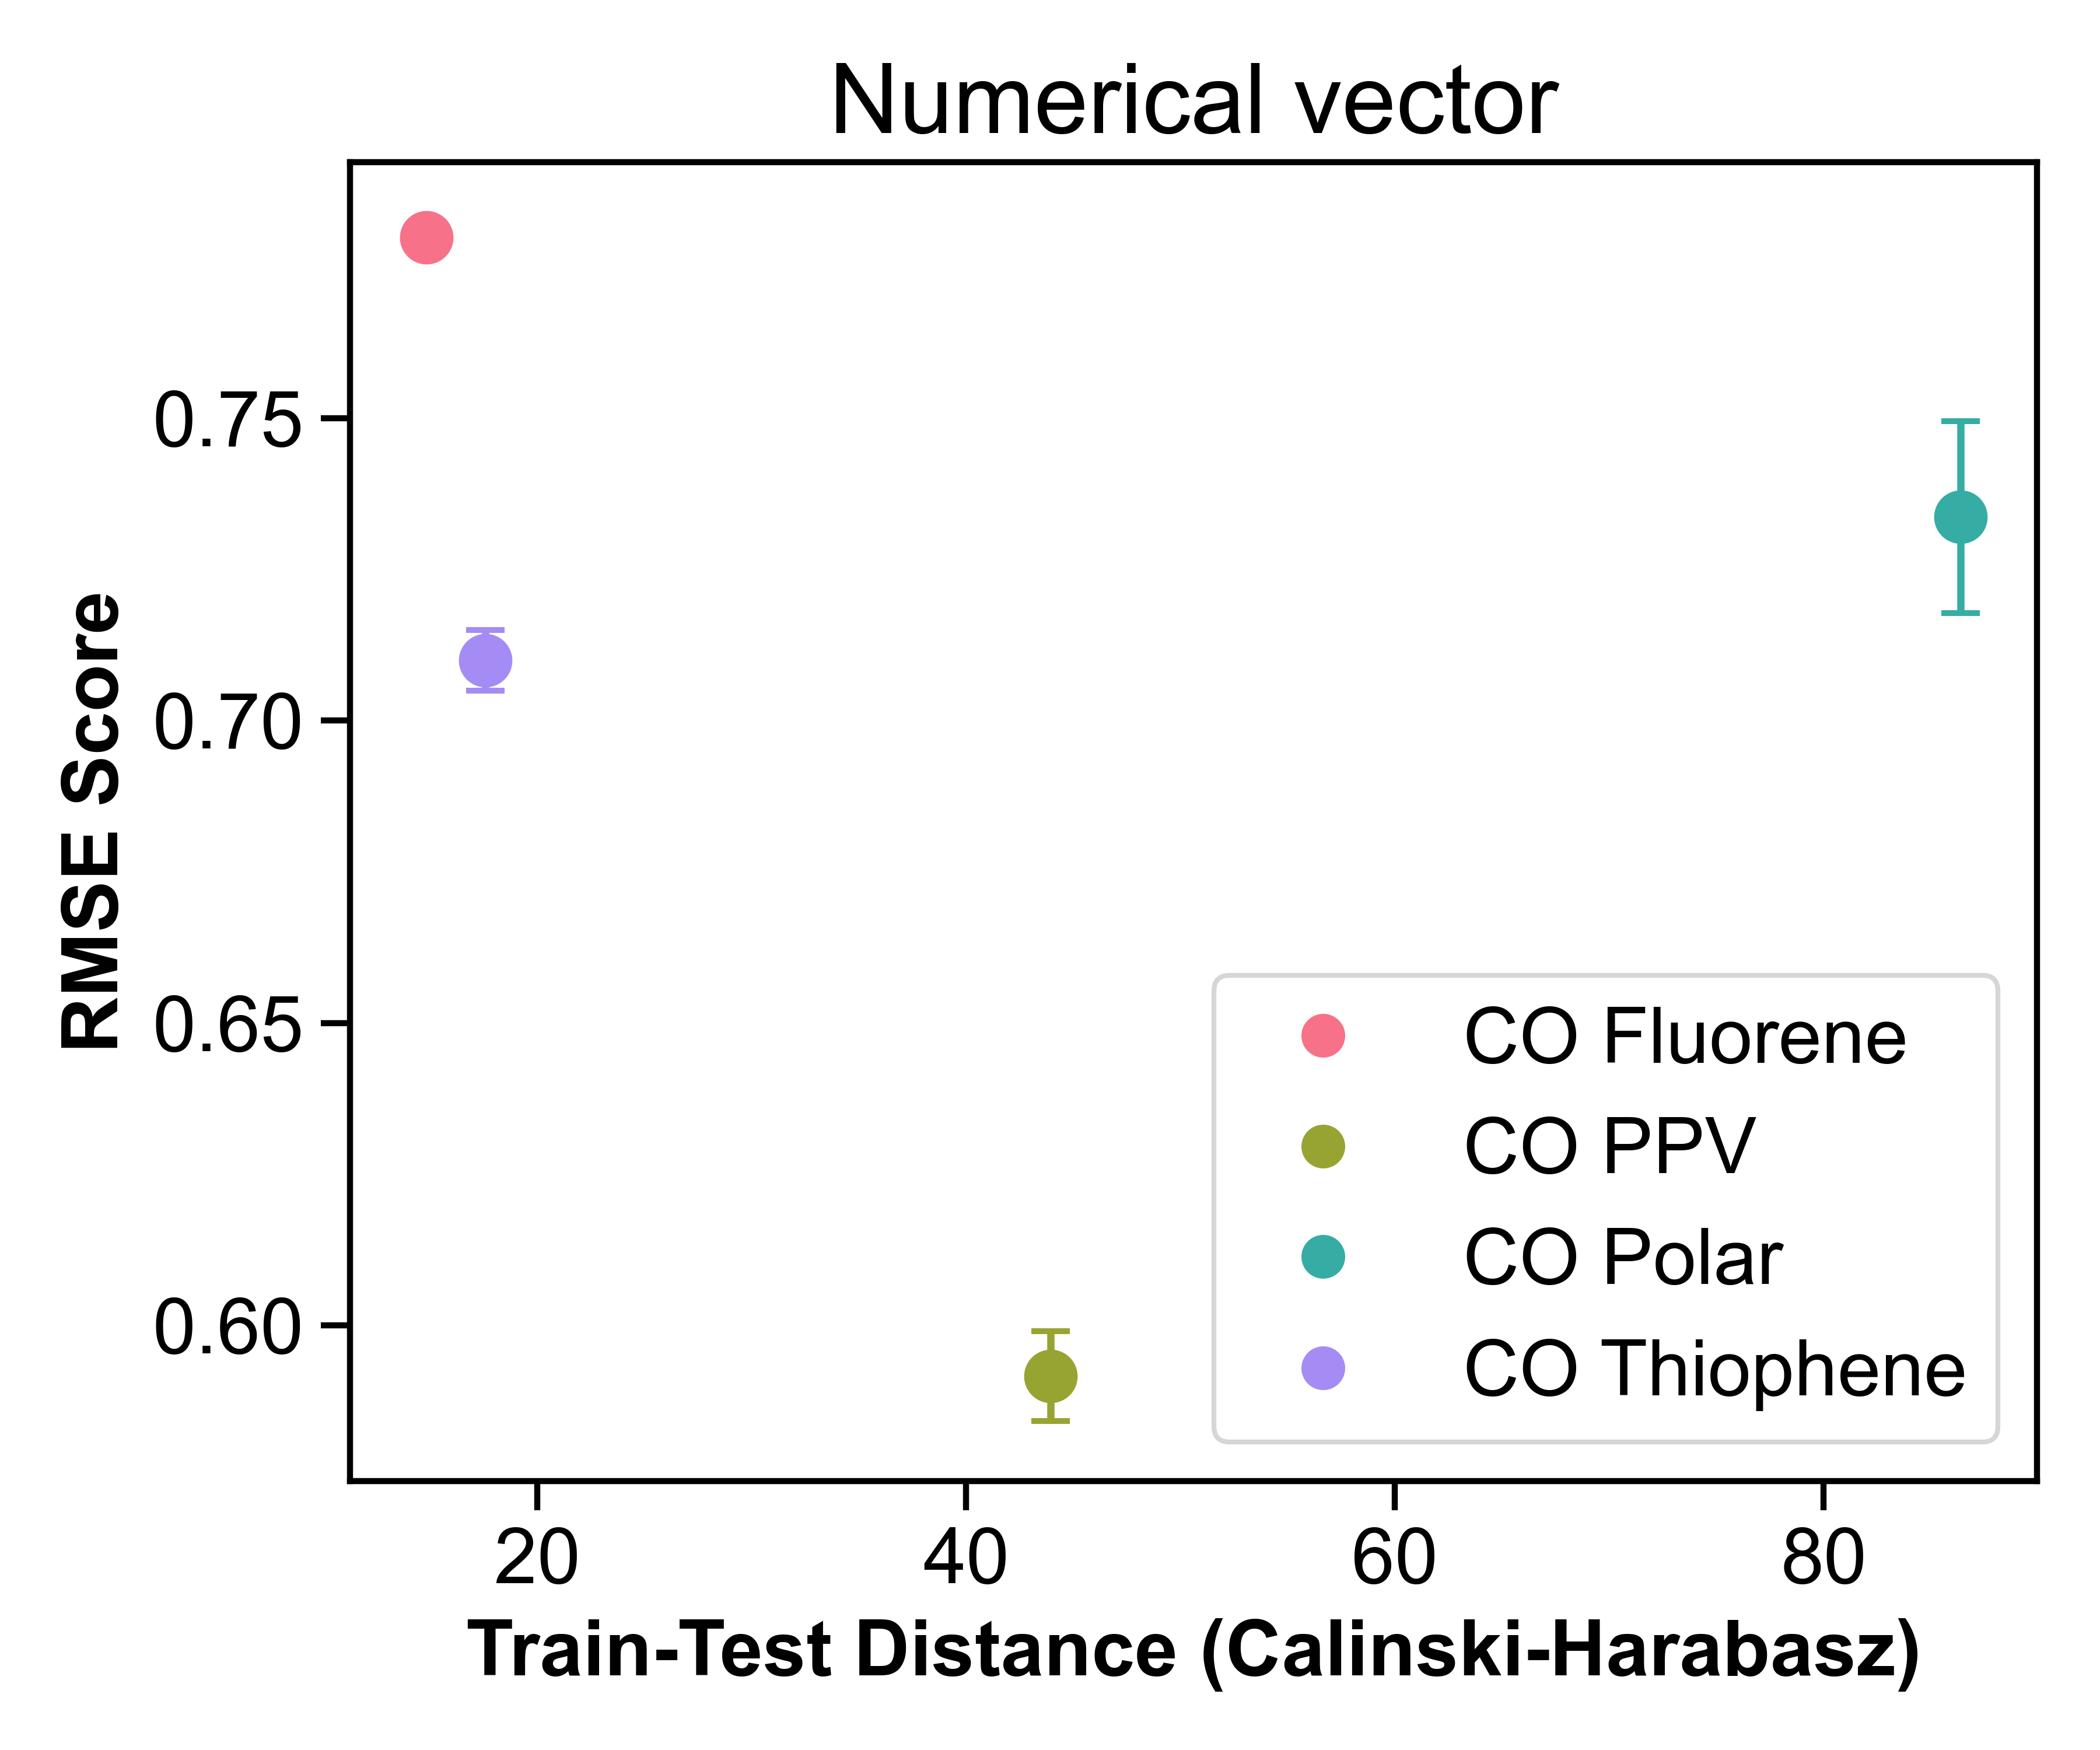 Numerical vector
RMSE Score
0.75
0.70
0.65
0.60
CO Fluorene
CO PPV
CO Polar
CO Thiophene
20 40 60 80
Train-Test Distance (Calinski-Harabasz)